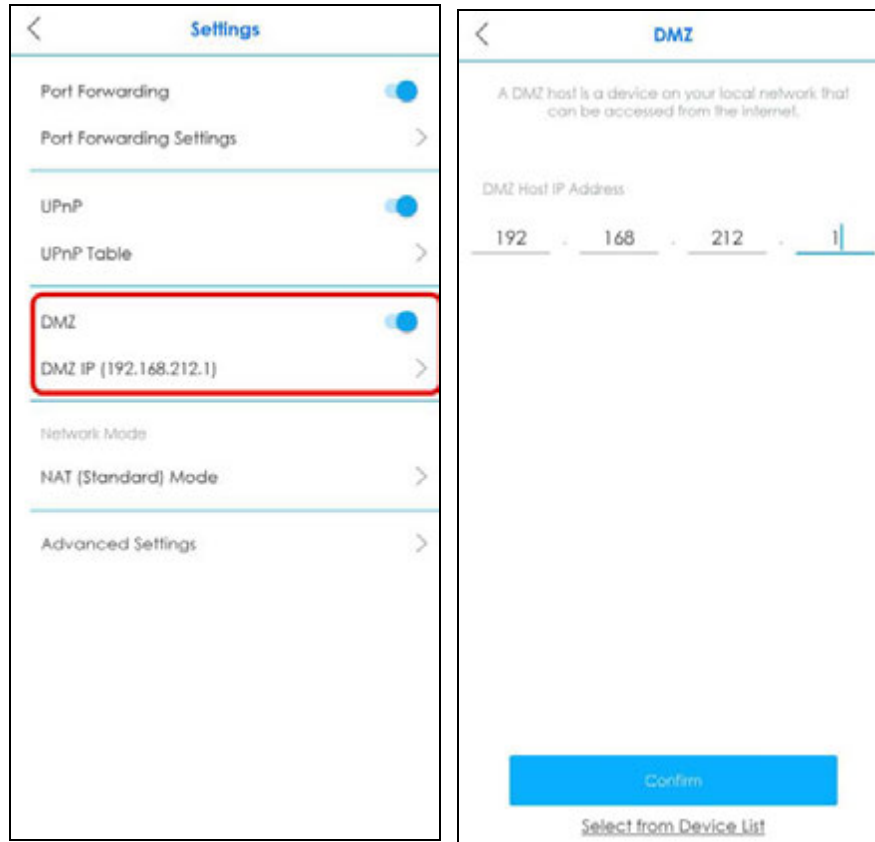 Settings
Port Forwarding
Port Forwarding Settings
UPnP
UPnP Table
DMZ
DMZ IP (192.168.212.1)
Network Mode
NAT (Standard) Mode
Advanced Settings
DMZ
A DMZ host is a device on your local network that
can be accessed from the internet.
DMZ Host IP Address
192 . 168 . 212 . 1
Confirm
Select from Device List